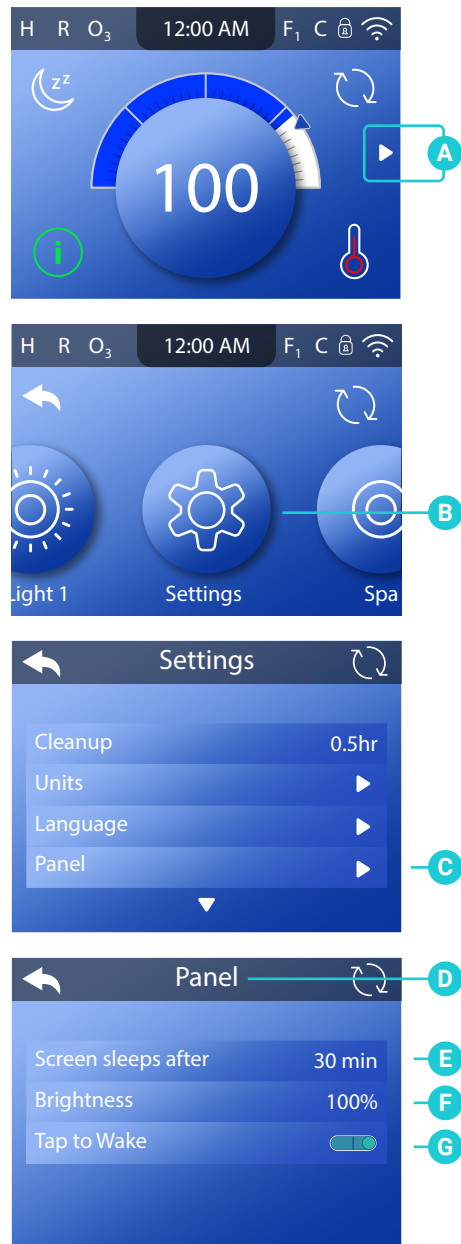 H R O₃ 12:00 AM F₁ C
zzz
100
A
i
H R O₃ 12:00 AM F₁ C
B
Light 1 Settings Spa
Settings
Cleanup 0.5hr
Units
Language
Panel
C
Panel
D
Screen sleeps after 30 min
E
Brightness 100%
F
Tap to Wake
G